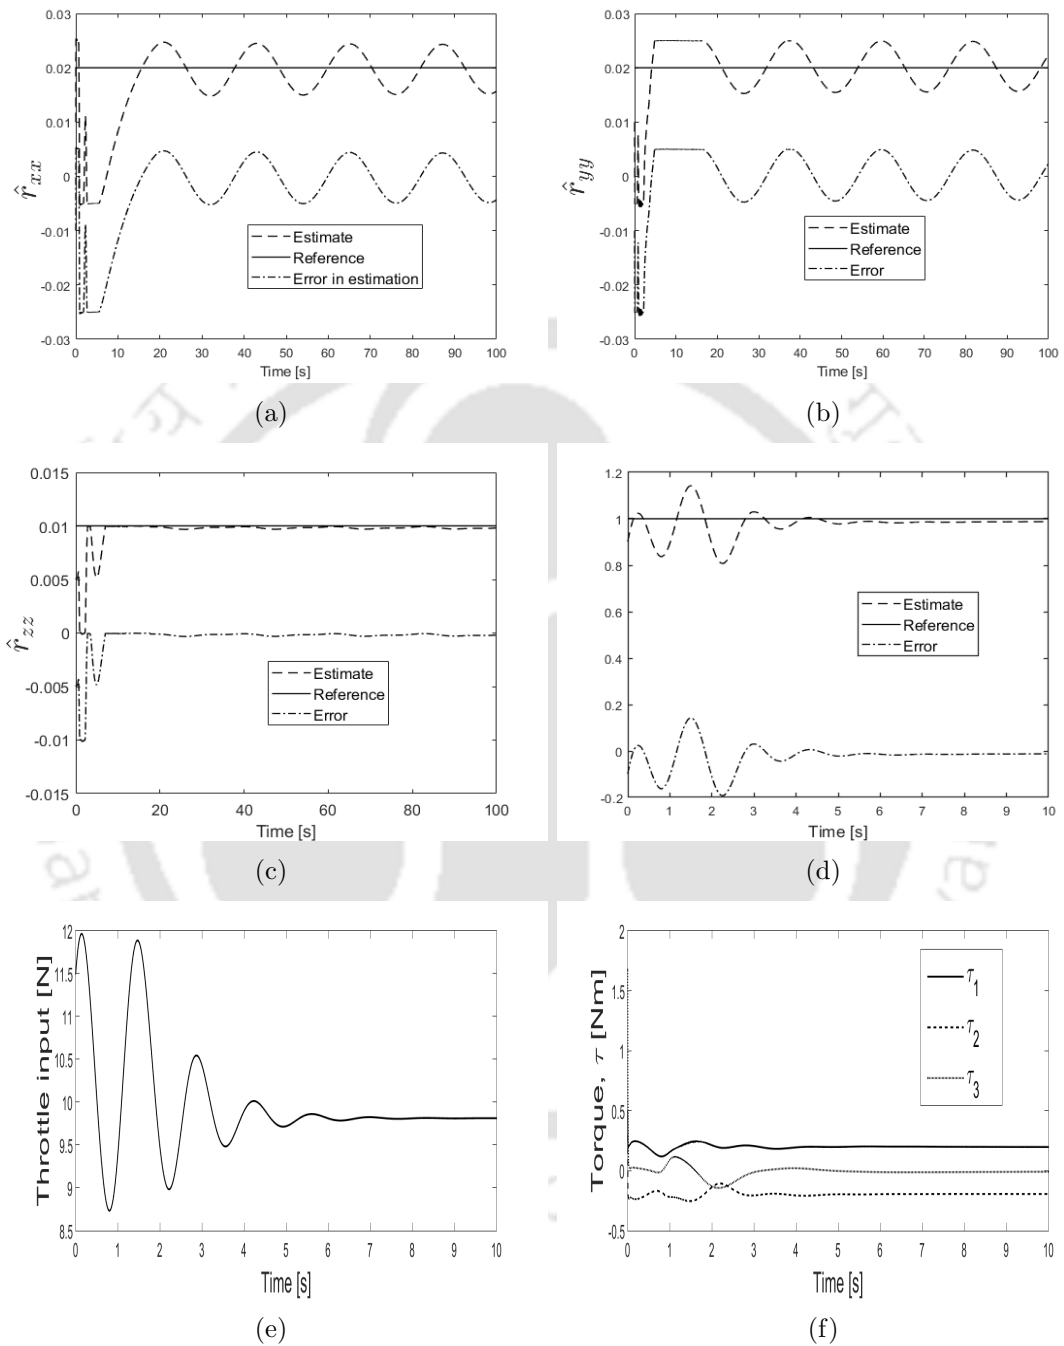 0.03
0.02
0.01
0
-0.01
-0.02
-0.03
r̂xx
Estimate
Reference
Error in estimation
0 10 20 30 40 50 60 70 80 90 100
Time [s]
(a)
0.03
0.02
0.01
0
-0.01
-0.02
-0.03
r̂yy
Estimate
Reference
Error
0 10 20 30 40 50 60 70 80 90 100
Time [s]
(b)
0.015
0.01
0.005
0
-0.005
-0.01
-0.015
r̂zz
Estimate
Reference
Error
0 20 40 60 80 100
Time [s]
(c)
1.2
1
0.8
0.6
0.4
0.2
0
-0.2
Estimate
Reference
Error
0 1 2 3 4 5 6 7 8 9 10
Time [s]
(d)
12
11.5
11
10.5
10
9.5
9
8.5
Throttle input [N]
0 1 2 3 4 5 6 7 8 9 10
Time [s]
(e)
2
1.5
1
0.5
0
-0.5
Torque, τ [Nm]
τ1
τ2
τ3
0 1 2 3 4 5 6 7 8 9 10
Time [s]
(f)